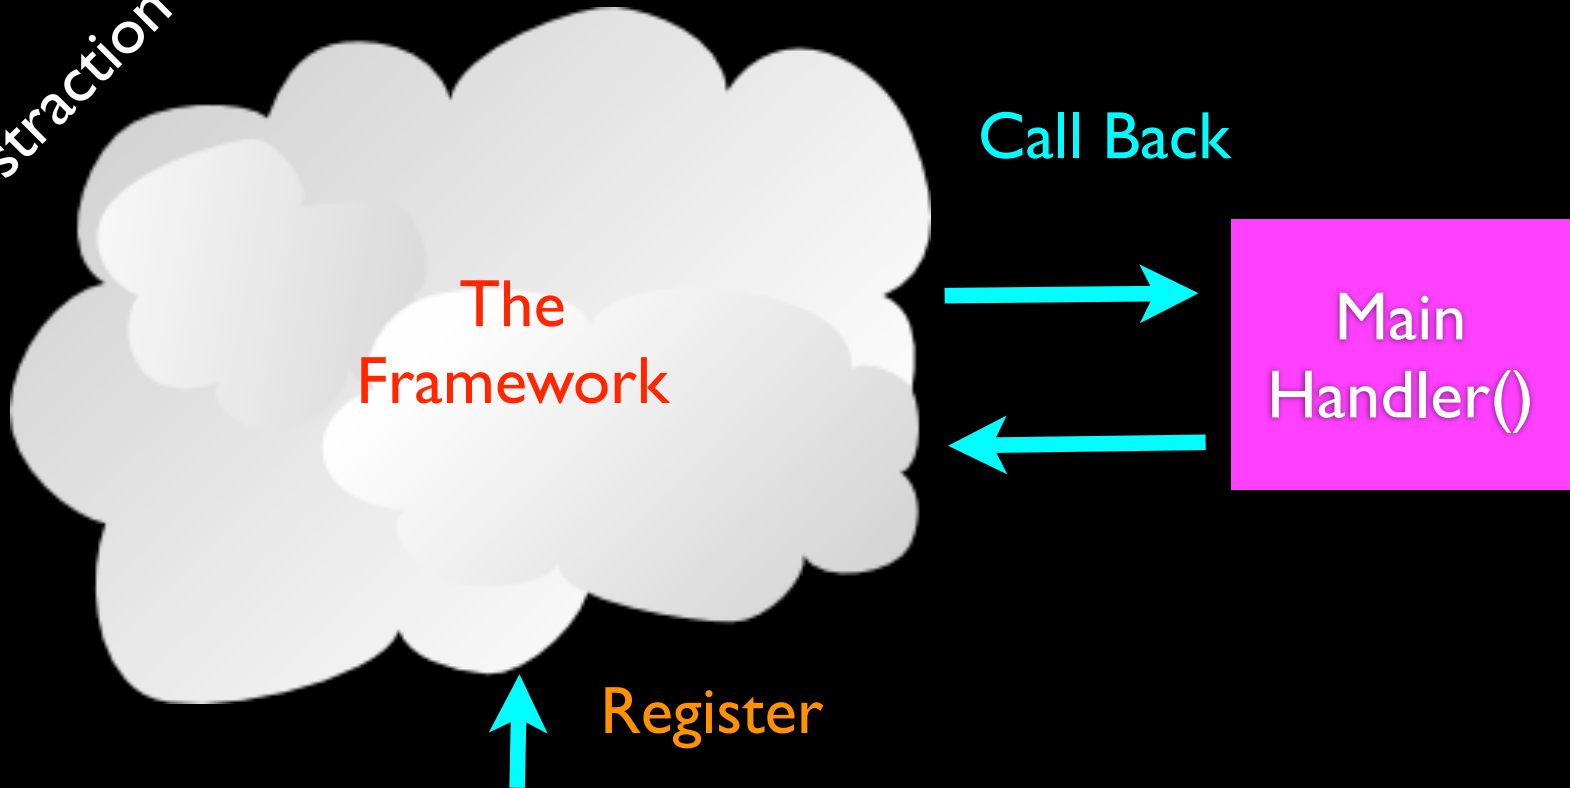 straction
Call Back
The
Framework
Main
Handler()
Register